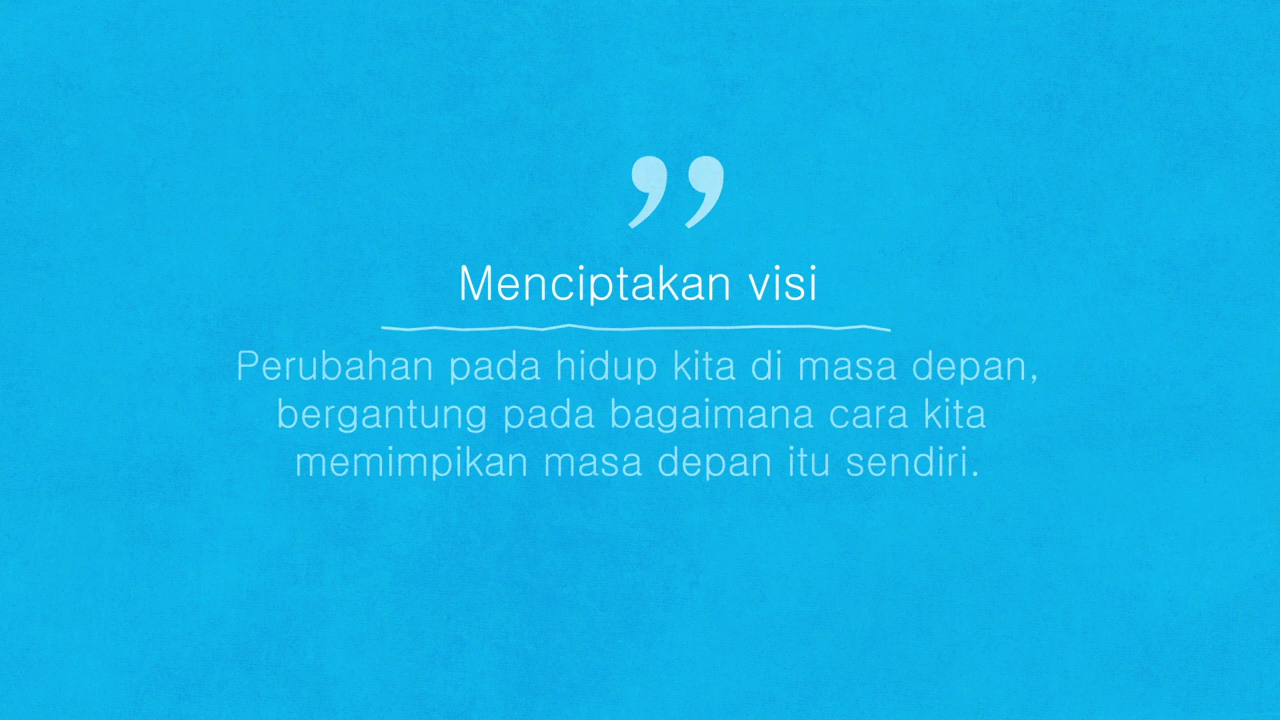 ”
Menciptakan visi
Perubahan pada hidup kita di masa depan,
bergantung pada bagaimana cara kita
memimpikan masa depan itu sendiri.